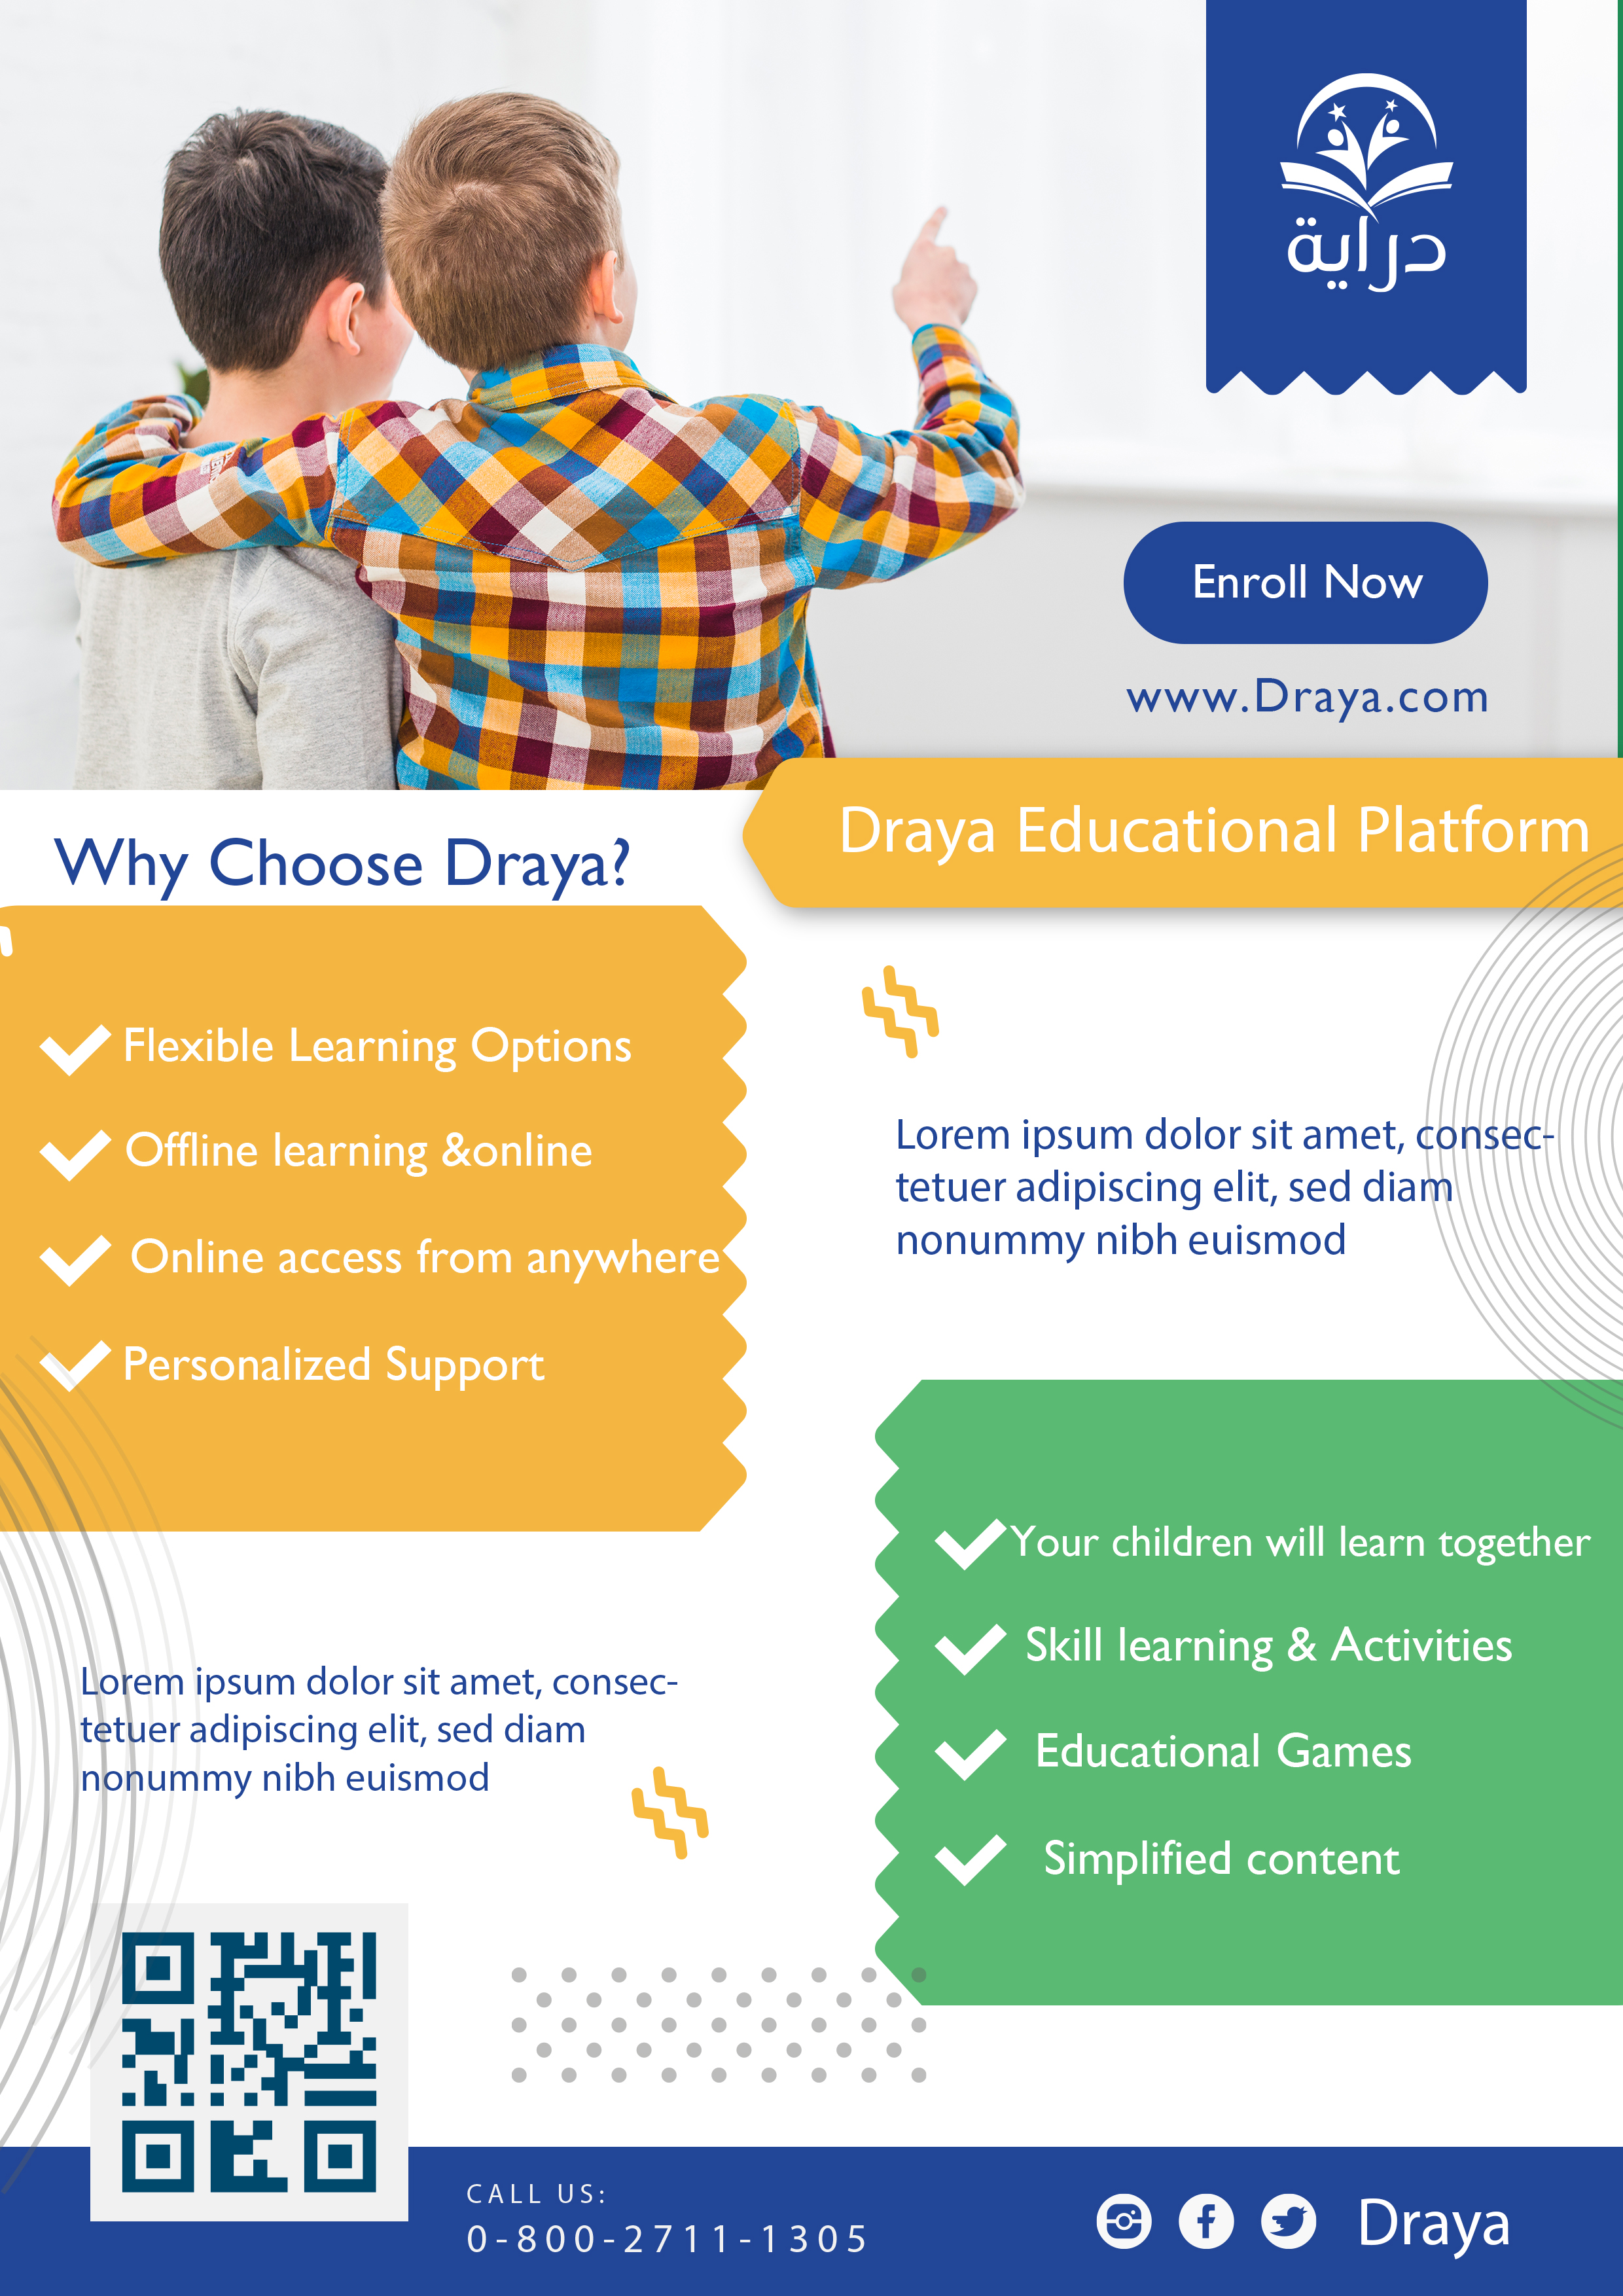 دراية
Enroll Now
www.Draya.com
Draya Educational Platform
Why Choose Draya?
Flexible Learning Options
Offline learning &online
Online access from anywhere
Personalized Support
Lorem ipsum dolor sit amet, consec-
tetuer adipiscing elit, sed diam
nonummy nibh euismod
Your children will learn together
Skill learning & Activities
Educational Games
Simplified content
Lorem ipsum dolor sit amet, consec-
tetuer adipiscing elit, sed diam
nonummy nibh euismod
CALL US:
0-800-2711-1305
Draya